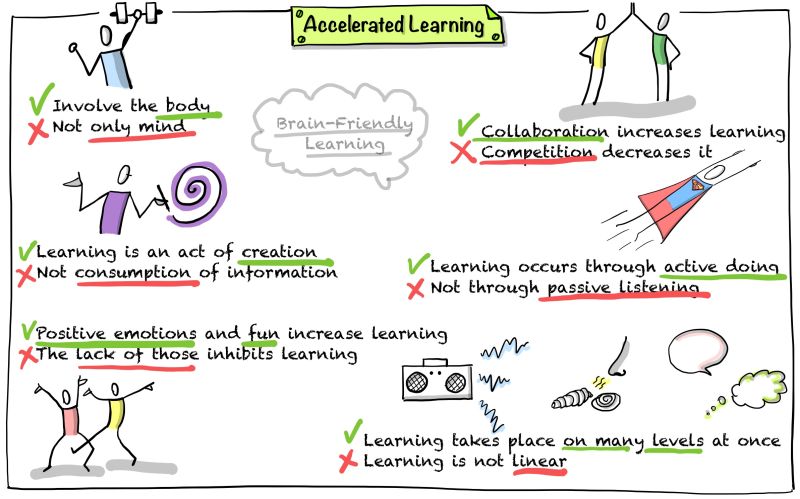 Accelerated Learning
Involve the body
Not only mind
Brain-Friendly
Learning
Collaboration increases learning
Competition decreases it
Learning is an act of creation
Not consumption of information
Learning occurs through active doing
Not through passive listening
Positive emotions and fun increase learning
The lack of those inhibits learning
Learning takes place on many levels at once
Learning is not linear